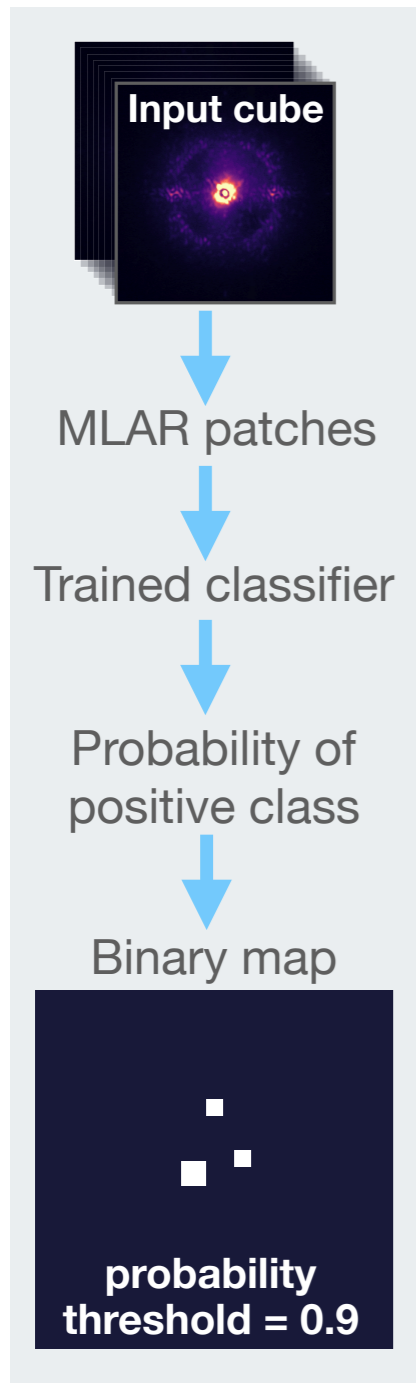 Input cube
MLAR patches
Trained classifier
Probability of
positive class
Binary map
probability
threshold = 0.9